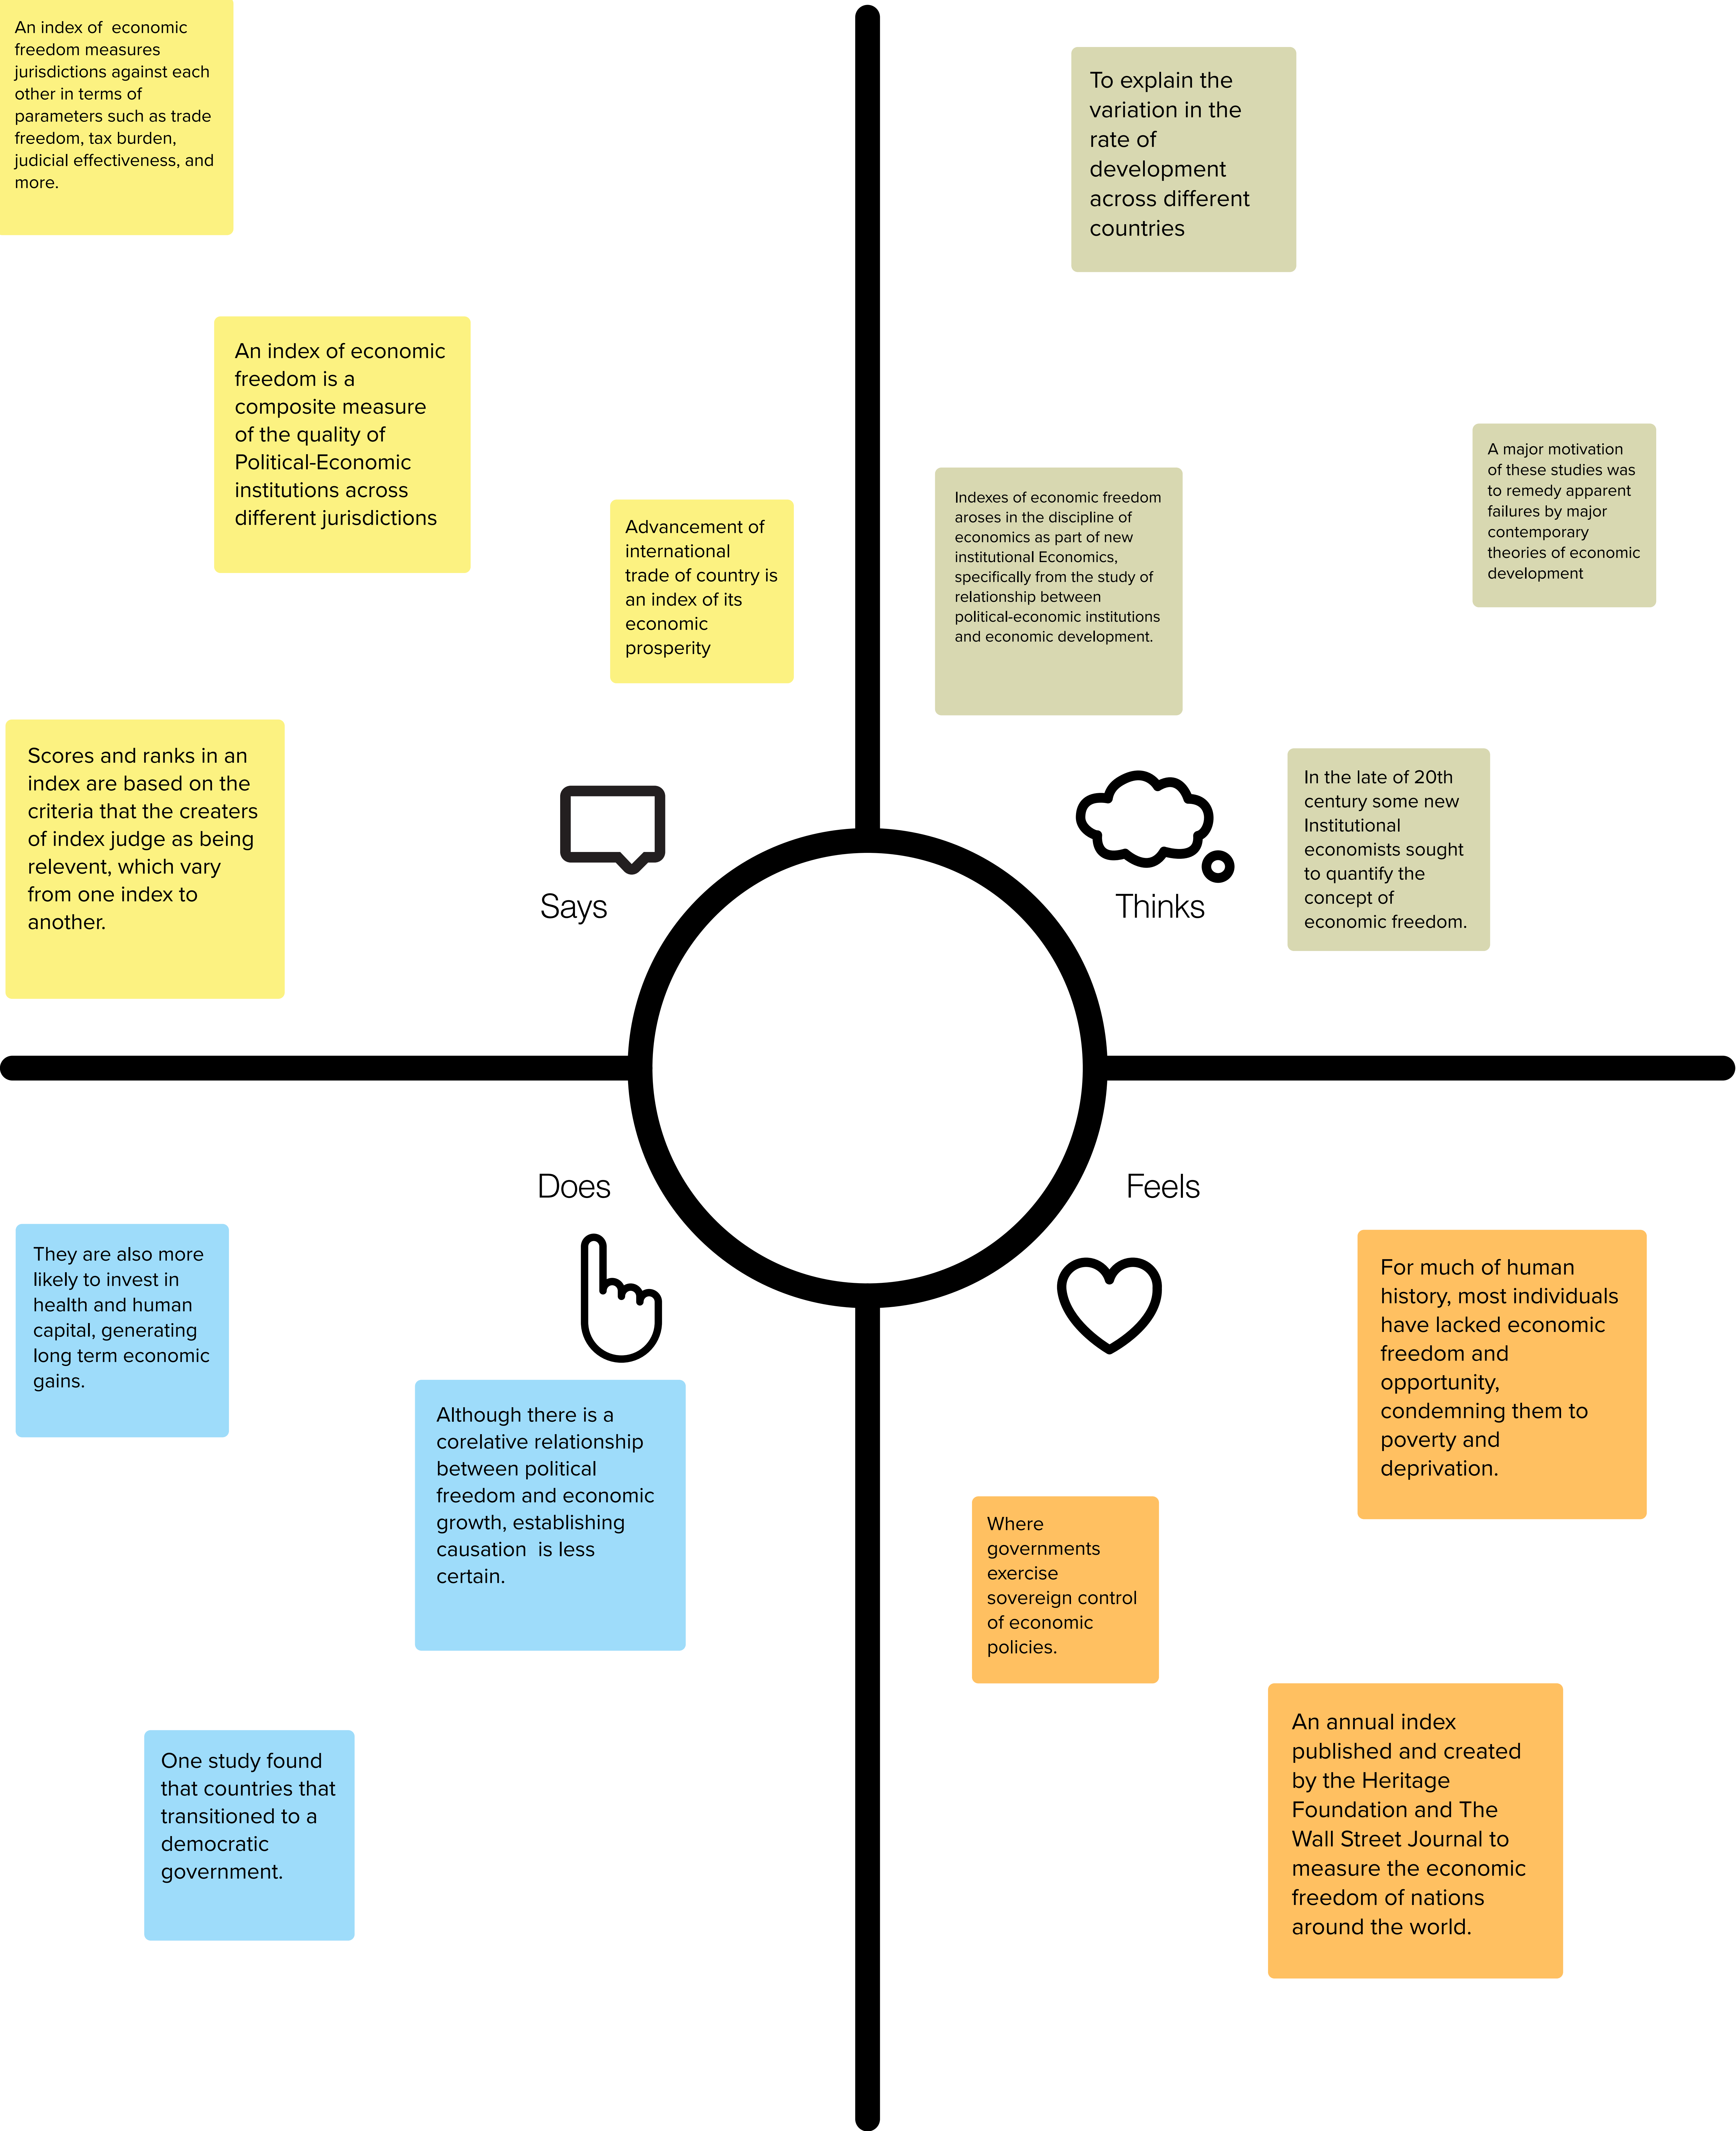 An index of  economic
freedom measures
jurisdictions against each
other in terms of
parameters such as trade
freedom, tax burden,
judicial effectiveness, and
more.
An index of economic
freedom is a
composite measure
of the quality of
Political-Economic
institutions across
different jurisdictions
Advancement of
international
trade of country is
an index of its
economic
prosperity
Scores and ranks in an
index are based on the
criteria that the creaters
of index judge as being
relevent, which vary
from one index to
another.
Says
To explain the
variation in the
rate of
development
across different
countries
Indexes of economic freedom
aroses in the discipline of
economics as part of new
institutional Economics,
specifically from the study of
relationship between
political-economic institutions
and economic development.
A major motivation
of these studies was
to remedy apparent
failures by major
contemporary
theories of economic
development
In the late of 20th
century some new
Institutional
economists sought
to quantify the
concept of
economic freedom.
Thinks
Does
They are also more
likely to invest in
health and human
capital, generating
long term economic
gains.
Although there is a
corelative relationship
between political
freedom and economic
growth, establishing
causation  is less
certain.
One study found
that countries that
transitioned to a
democratic
government.
Feels
For much of human
history, most individuals
have lacked economic
freedom and
opportunity,
condemning them to
poverty and
deprivation.
Where
governments
exercise
sovereign control
of economic
policies.
An annual index
published and created
by the Heritage
Foundation and The
Wall Street Journal to
measure the economic
freedom of nations
around the world.